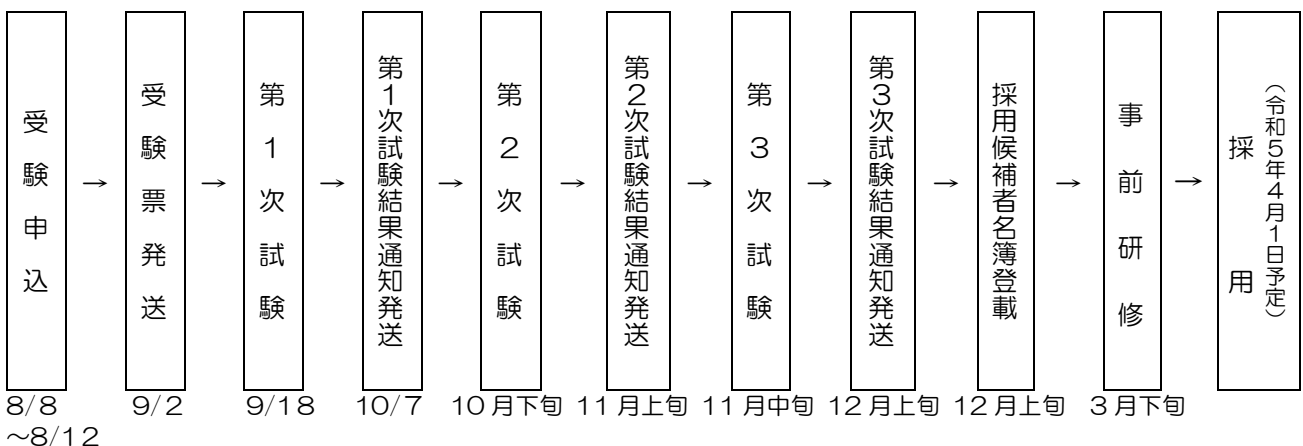 受験申込
→
受験票発送
→
第１次試験
→
第１次試験結果通知発送
→
第２次試験
→
第２次試験結果通知発送
→
第３次試験
→
第３次試験結果通知発送
→
採用候補者名簿登載
→
事前研修
→
採用
（令和５年４月１日予定）
8/8
～8/12
9/2
9/18
10/7
10月下旬
11月上旬
11月中旬
12月上旬
12月上旬
3月下旬